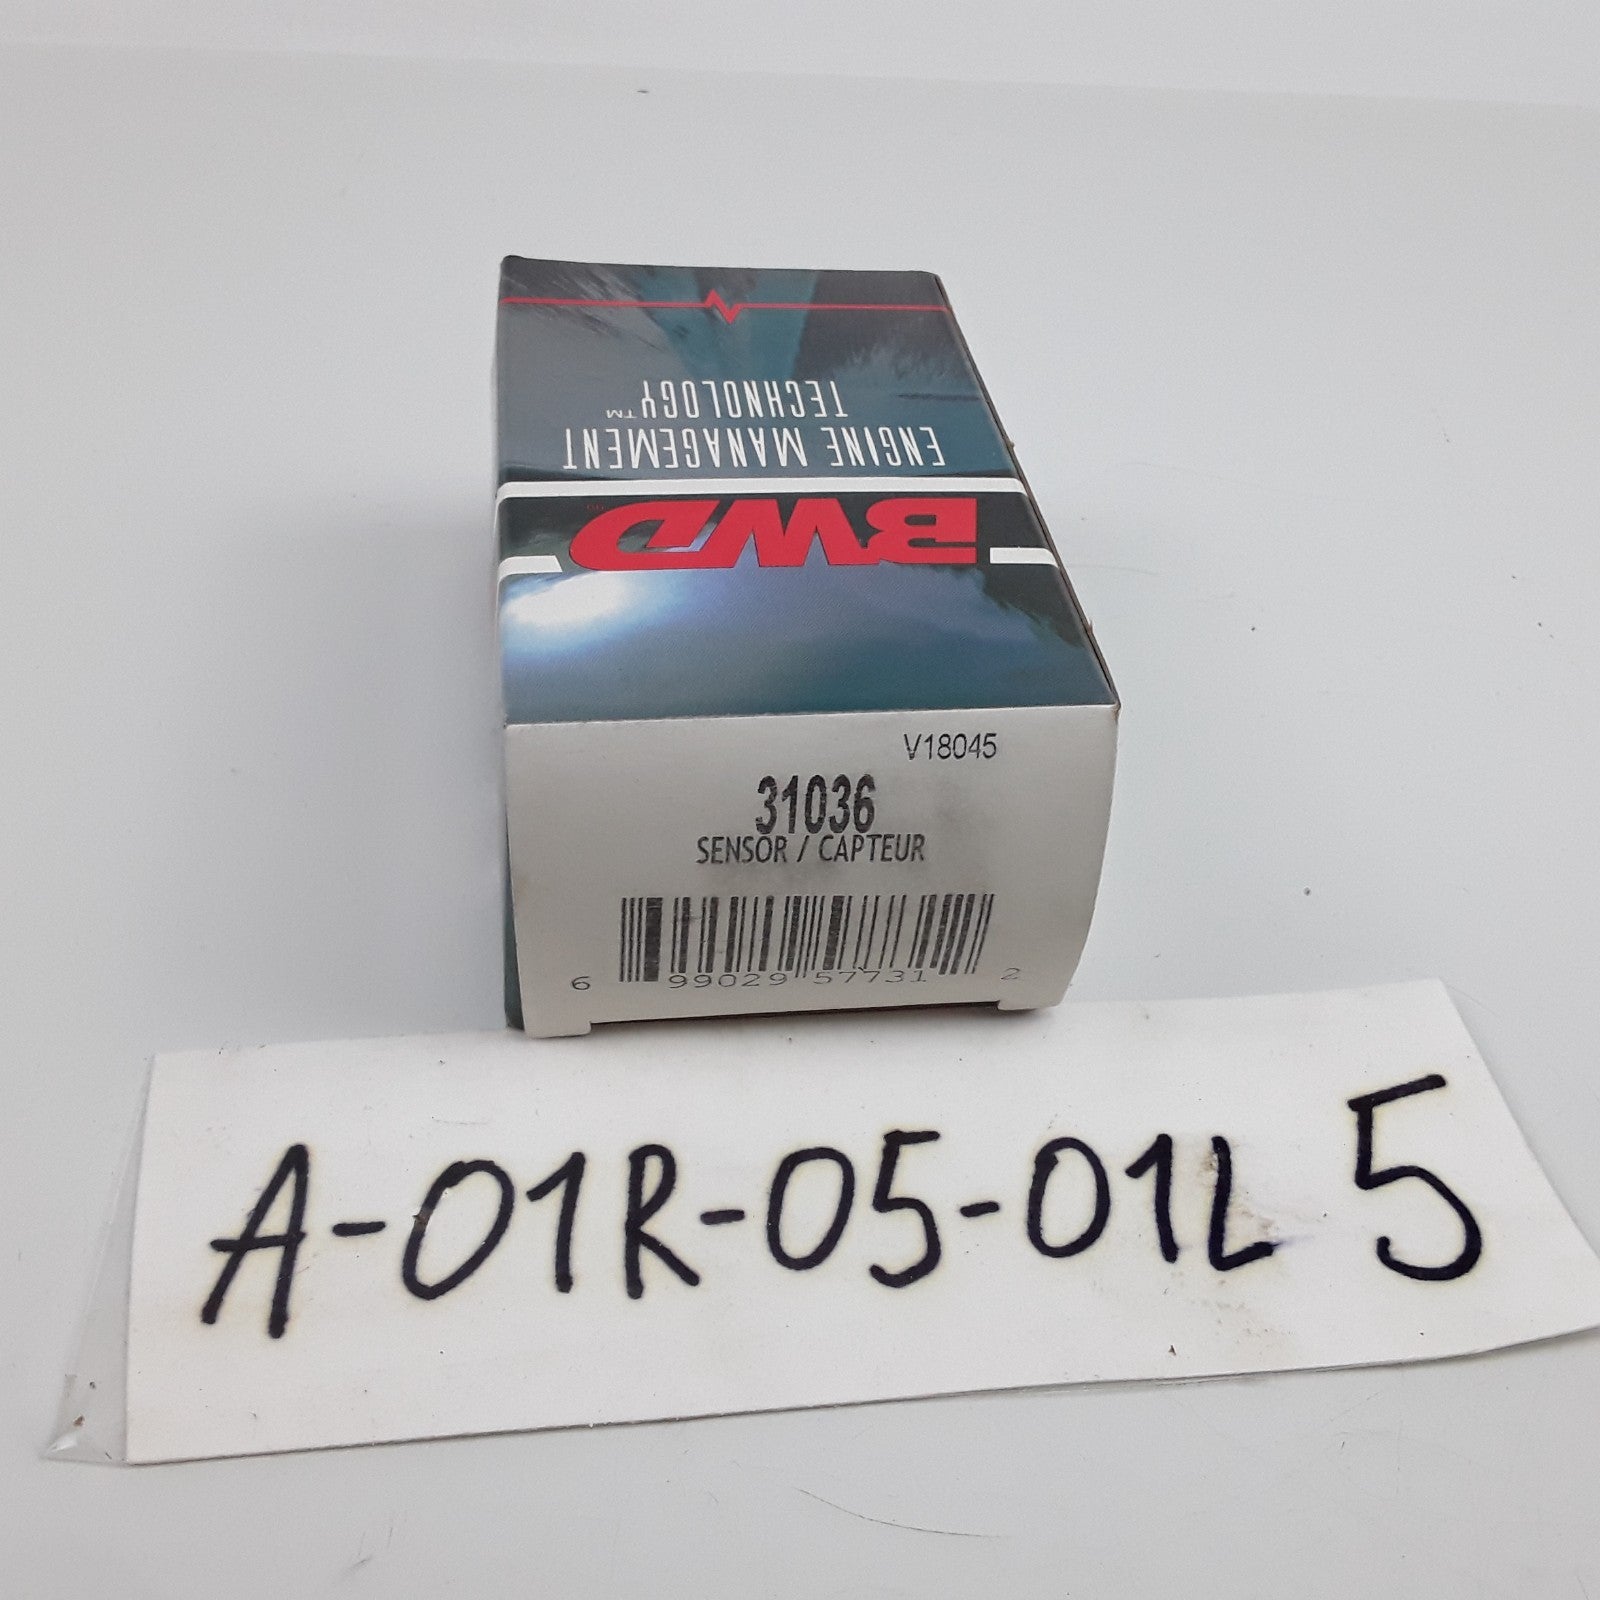 BWD
ENGINE MANAGEMENT
TECHNOLOGY™
V18045
31036
SENSOR / CAPTEUR
6 99029 57731 2
A-01R-05-01L 5